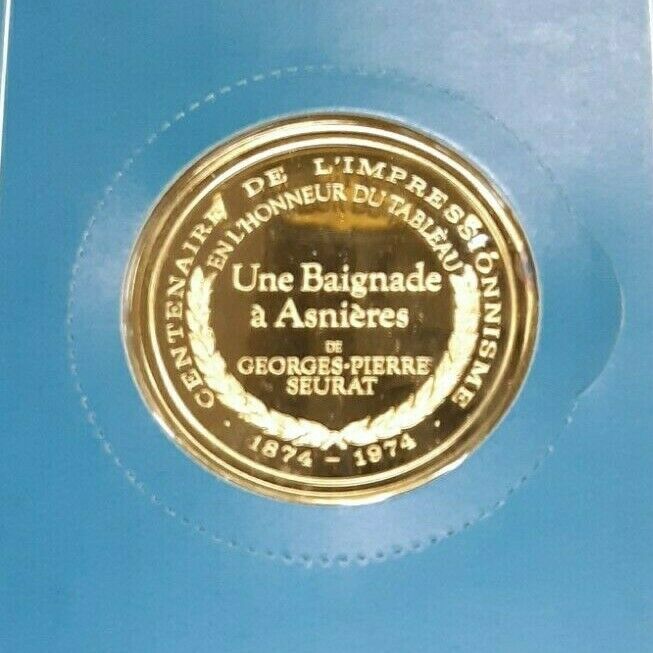 CENTENAIRE DE L'IMPRESSIONNISME
EN L'HONNEUR DU TABLEAU
Une Baignade
à Asnières
DE
GEORGES-PIERRE
SEURAT
· 1874 - 1974 ·